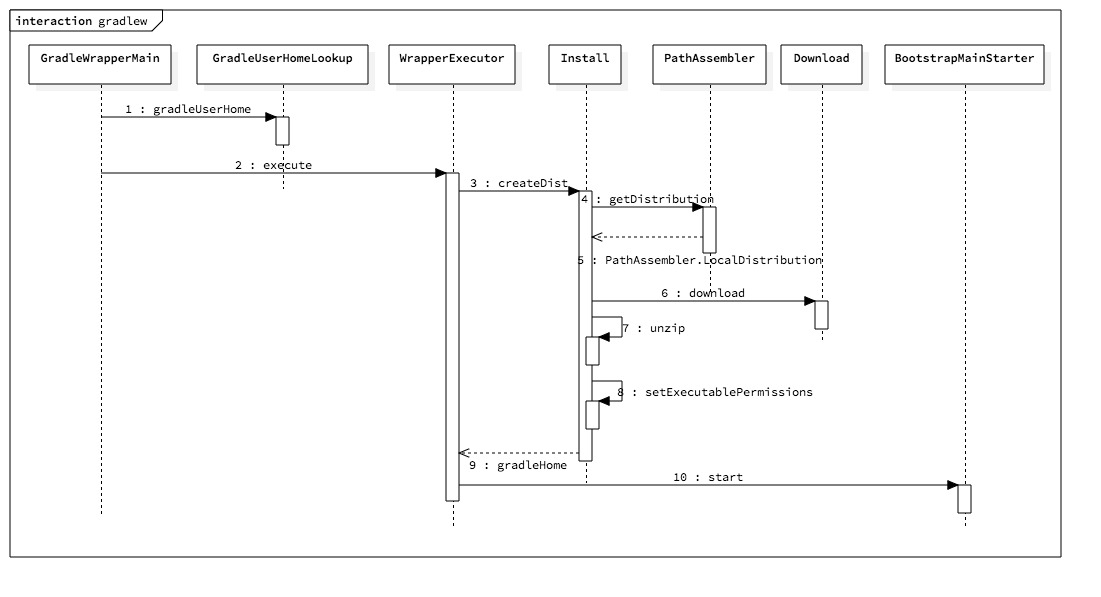 interaction gradlew
GradleWrapperMain
GradleUserHomeLookup
WrapperExecutor
Install
PathAssembler
Download
BootstrapMainStarter
1 : gradleUserHome
2 : execute
3 : createDist
4 : getDistribution
5 : PathAssembler.LocalDistribution
6 : download
7 : unzip
8 : setExecutablePermissions
9 : gradleHome
10 : start